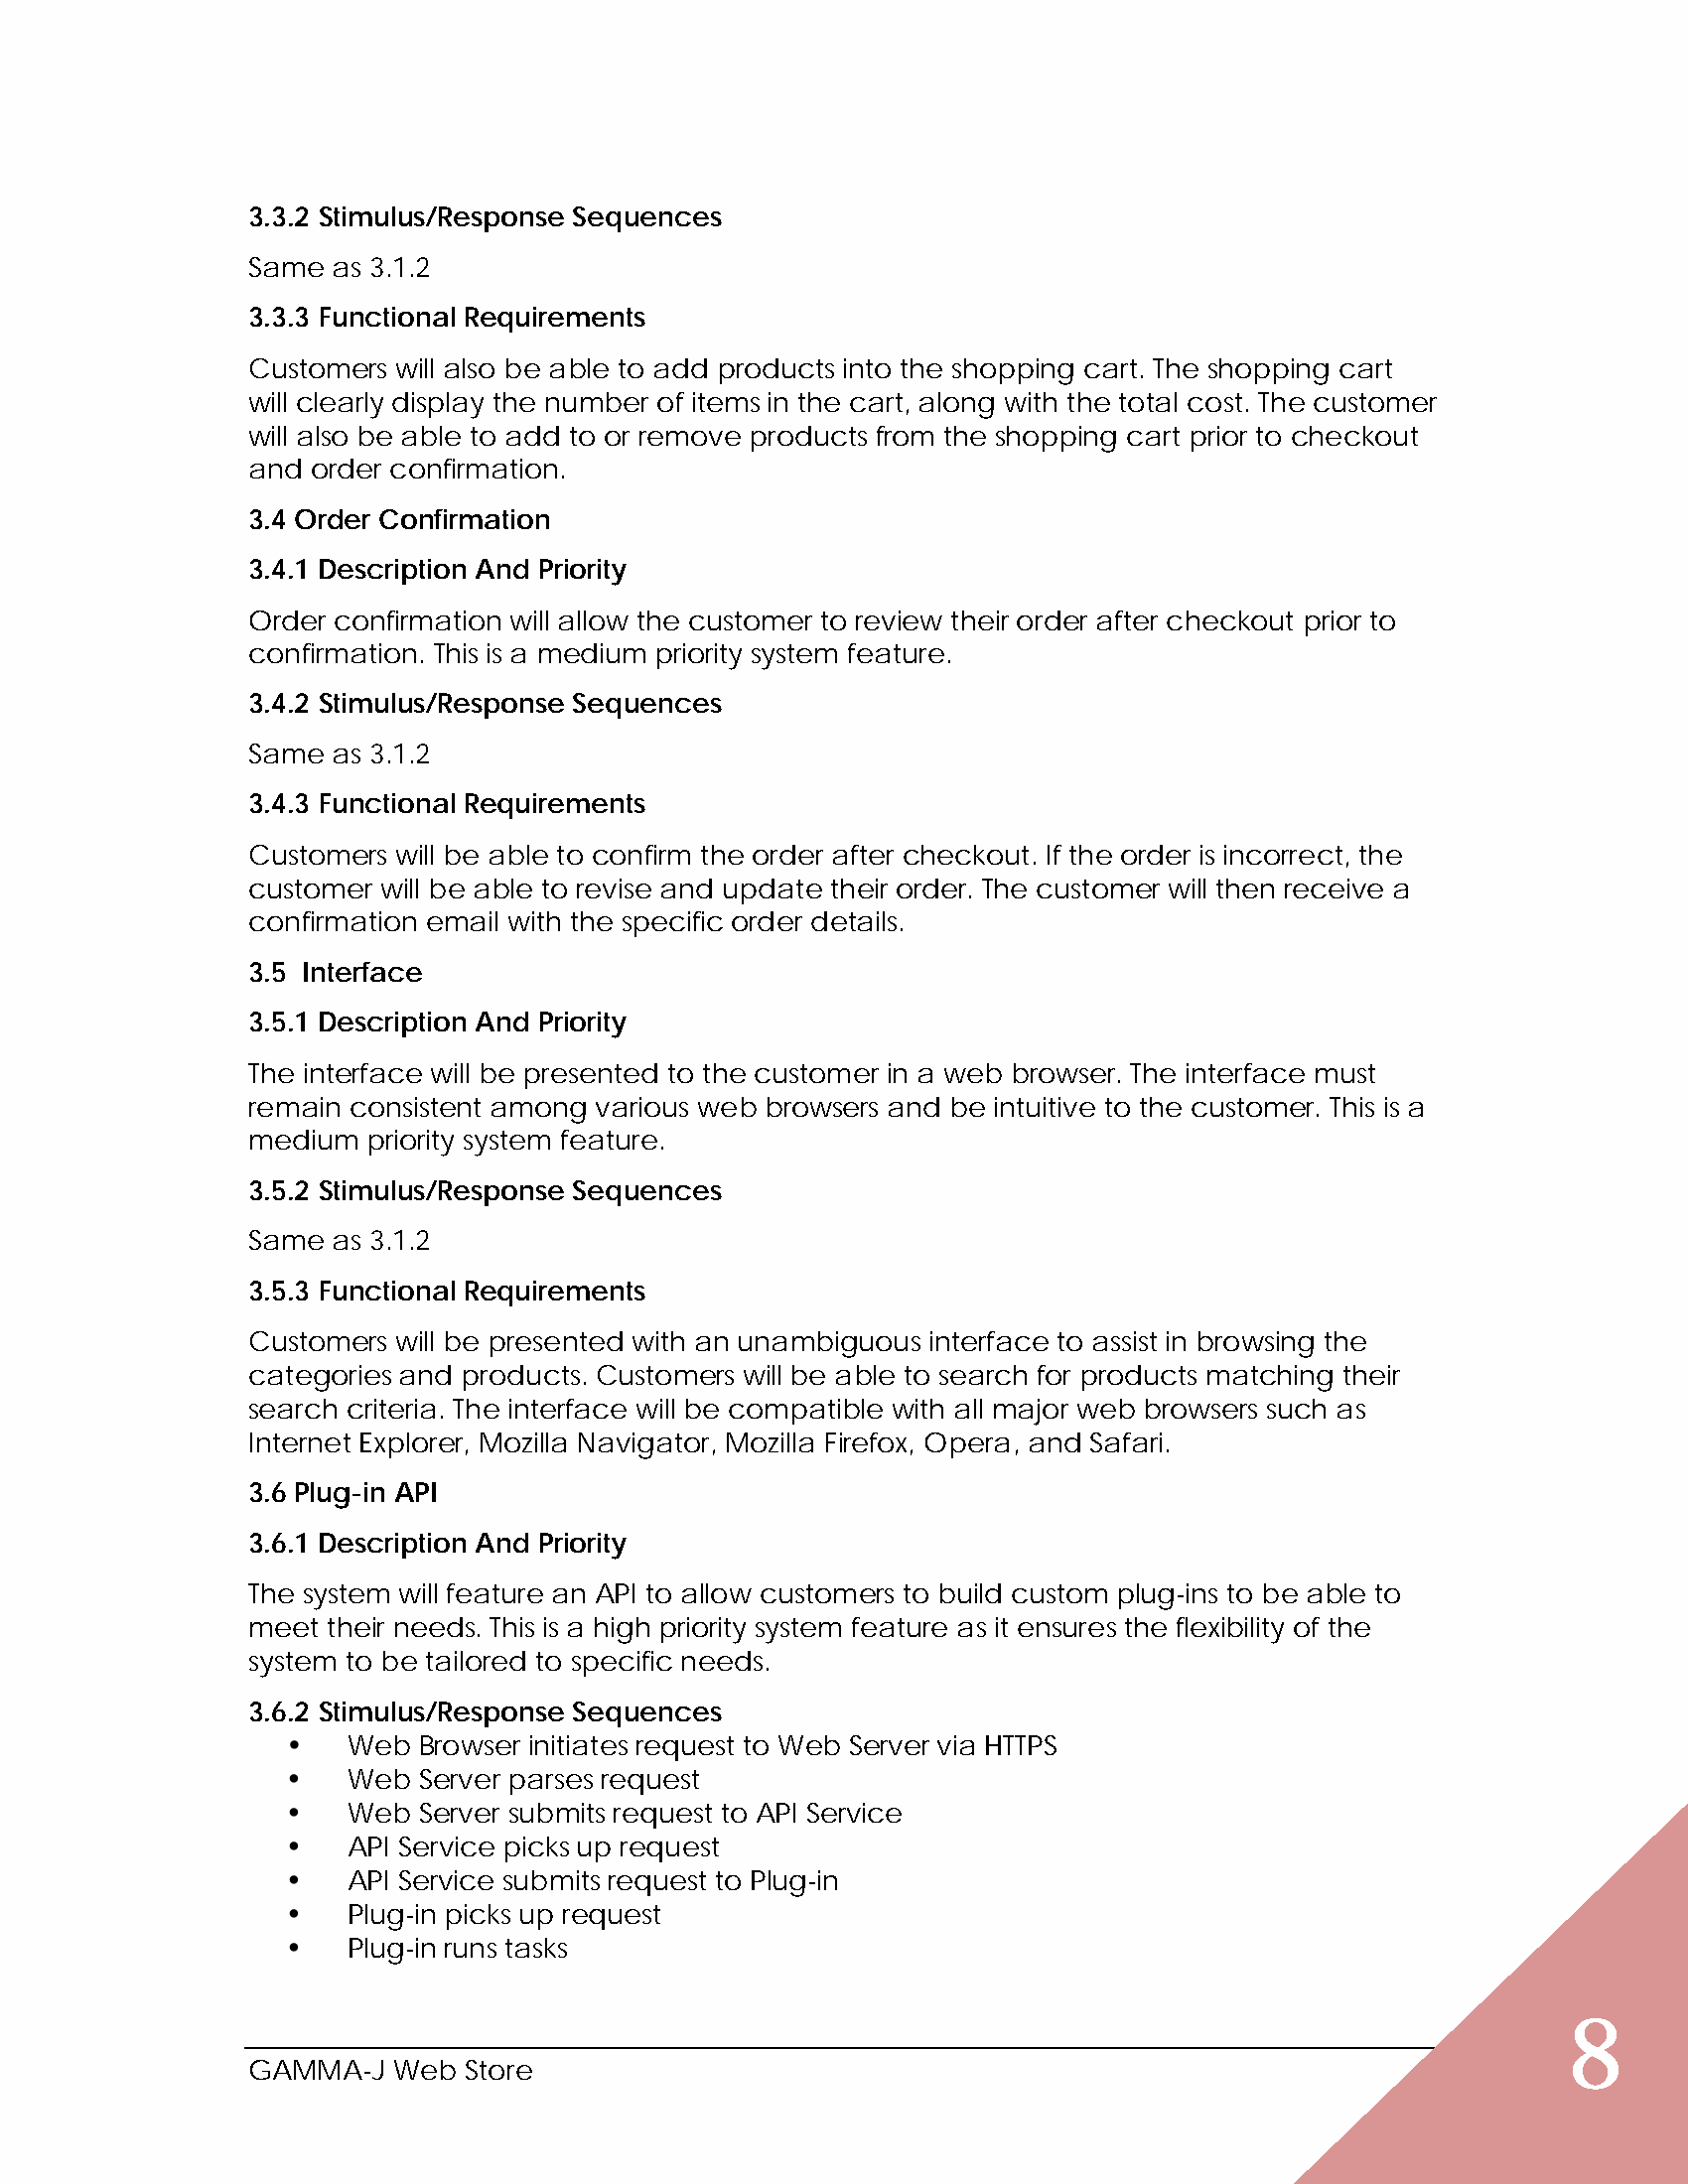 3.3.2 Stimulus/Response Sequences
Same as 3.1.2
3.3.3 Functional Requirements
Customers will also be able to add products into the shopping cart. The shopping cart
will clearly display the number of items in the cart, along with the total cost. The customer
will also be able to add to or remove products from the shopping cart prior to checkout
and order confirmation.
3.4 Order Confirmation
3.4.1 Description And Priority
Order confirmation will allow the customer to review their order after checkout prior to
confirmation. This is a medium priority system feature.
3.4.2 Stimulus/Response Sequences
Same as 3.1.2
3.4.3 Functional Requirements
Customers will be able to confirm the order after checkout. If the order is incorrect, the
customer will be able to revise and update their order. The customer will then receive a
confirmation email with the specific order details.
3.5 Interface
3.5.1 Description And Priority
The interface will be presented to the customer in a web browser. The interface must
remain consistent among various web browsers and be intuitive to the customer. This is a
medium priority system feature.
3.5.2 Stimulus/Response Sequences
Same as 3.1.2
3.5.3 Functional Requirements
Customers will be presented with an unambiguous interface to assist in browsing the
categories and products. Customers will be able to search for products matching their
search criteria. The interface will be compatible with all major web browsers such as
Internet Explorer, Mozilla Navigator, Mozilla Firefox, Opera, and Safari.
3.6 Plug-in API
3.6.1 Description And Priority
The system will feature an API to allow customers to build custom plug-ins to be able to
meet their needs. This is a high priority system feature as it ensures the flexibility of the
system to be tailored to specific needs.
3.6.2 Stimulus/Response Sequences
• Web Browser initiates request to Web Server via HTTPS
• Web Server parses request
• Web Server submits request to API Service
• API Service picks up request
• API Service submits request to Plug-in
• Plug-in picks up request
• Plug-in runs tasks
GAMMA-J Web Store
8